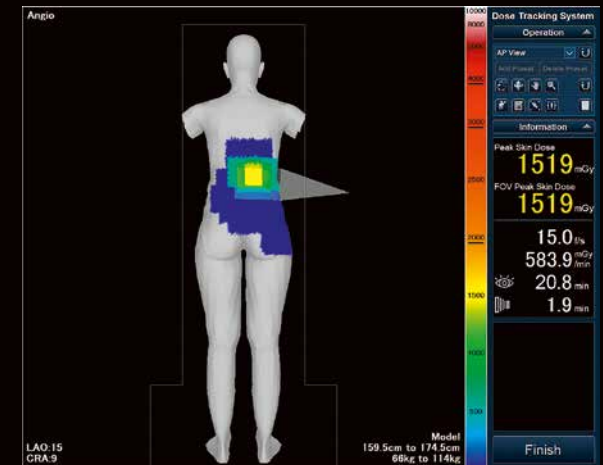 Angio
LAO:15
CRA:9
Model
159.5cm to 174.5cm
66kg to 114kg
10000
8000
5000
4000
3000
2500
2000
1500
1000
500
Dose Tracking System
Operation
AP View
Add Preset
Delete Preset
Information
Peak Skin Dose
1519 mGy
FOV Peak Skin Dose
1519 mGy
15.0 f/s
583.9 mGy/min
20.8 min
1.9 min
Finish